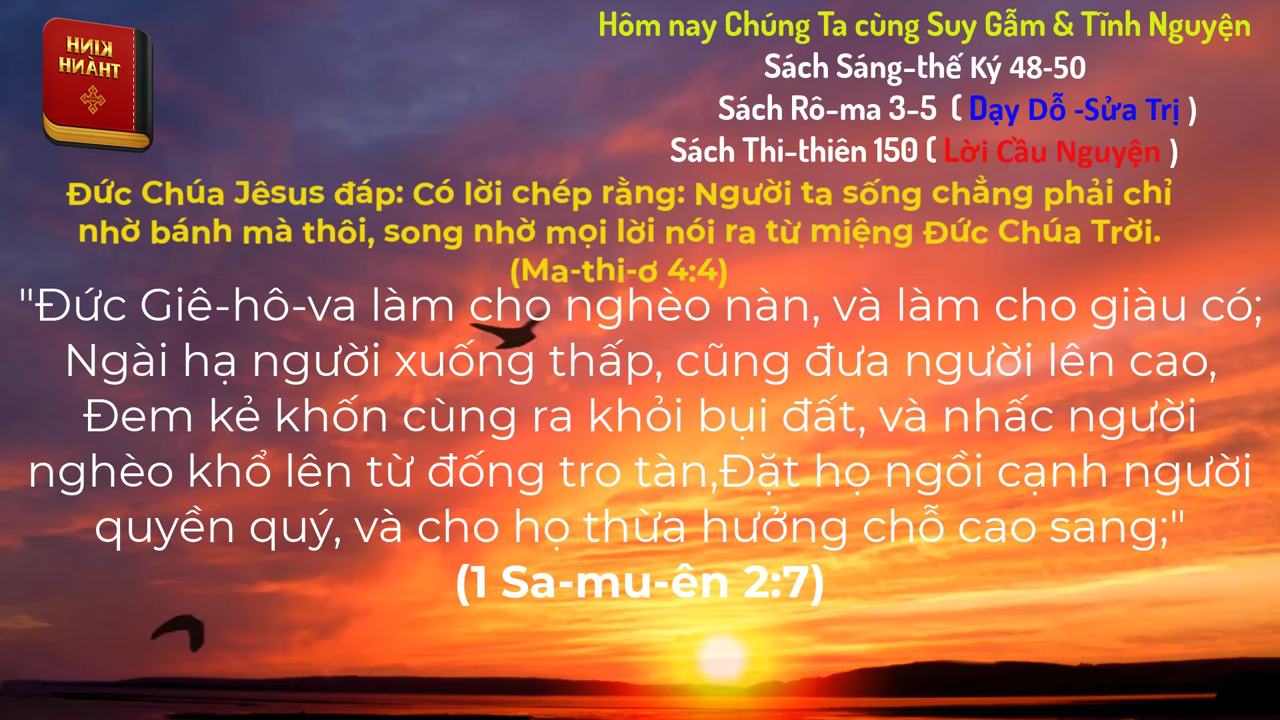 KINH
THÁNH
Hôm nay Chúng Ta cùng Suy Gẫm & Tĩnh Nguyện
Sách Sáng-thế Ký 48-50
Sách Rô-ma 3-5 ( Dạy Dỗ -Sửa Trị )
Sách Thi-thiên 150 ( Lời Cầu Nguyện )
Đức Chúa Jêsus đáp: Có lời chép rằng: Người ta sống chẳng phải chỉ
nhờ bánh mà thôi, song nhờ mọi lời nói ra từ miệng Đức Chúa Trời.
(Ma-thi-ơ 4:4)
"Đức Giê-hô-va làm cho nghèo nàn, và làm cho giàu có;
Ngài hạ người xuống thấp, cũng đưa người lên cao,
Đem kẻ khốn cùng ra khỏi bụi đất, và nhấc người
nghèo khổ lên từ đống tro tàn,Đặt họ ngồi cạnh người
quyền quý, và cho họ thừa hưởng chỗ cao sang;"
(1 Sa-mu-ên 2:7)